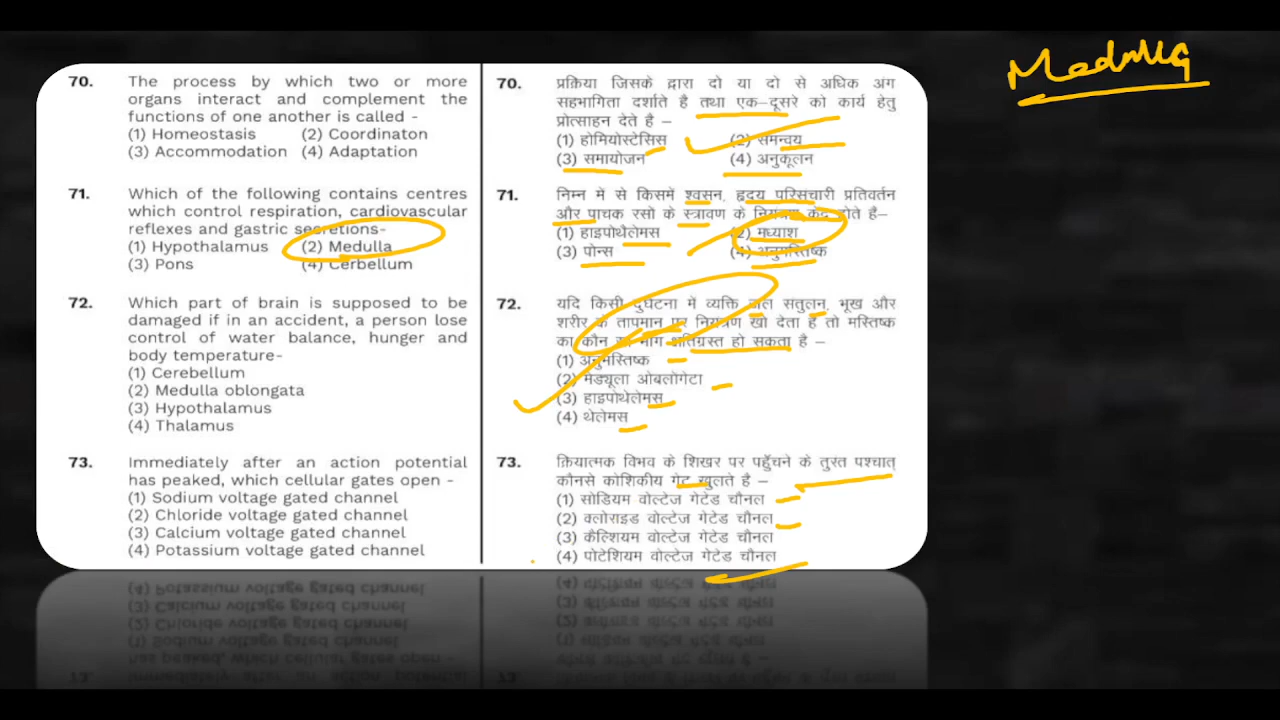 Medulla
70. The process by which two or more
organs interact and complement the
functions of one another is called -
(1) Homeostasis (2) Coordinaton
(3) Accommodation (4) Adaptation
71. Which of the following contains centres
which control respiration, cardiovascular
reflexes and gastric secretions-
(1) Hypothalamus (2) Medulla
(3) Pons (4) Cerbellum
72. Which part of brain is supposed to be
damaged if in an accident, a person lose
control of water balance, hunger and
body temperature-
(1) Cerebellum
(2) Medulla oblongata
(3) Hypothalamus
(4) Thalamus
73. Immediately after an action potential
has peaked, which cellular gates open -
(1) Sodium voltage gated channel
(2) Chloride voltage gated channel
(3) Calcium voltage gated channel
(4) Potassium voltage gated channel
70. प्रक्रिया जिसके द्वारा दो या दो से अधिक अंग
सहभागिता दर्शाते है तथा एक–दूसरे को कार्य हेतु
प्रोत्साहन देते है –
(1) होमियोस्टेसिस (2) समन्वय
(3) समायोजन (4) अनुकूलन
71. निम्न में से किसमें श्वसन, हृदय परिसंचारी प्रतिवर्तन
और पाचक रसो के स्त्रावण के नियंत्रण केंद्र होते है–
(1) हाइपोथैलेमस (2) मध्यांश
(3) पोन्स (4) अनुमस्तिष्क
72. यदि किसी दुर्घटना में व्यक्ति जल संतुलन, भूख और
शरीर के तापमान पर नियंत्रण खो देता है तो मस्तिष्क
का कौन सा भाग क्षतिग्रस्त हो सकता है –
(1) अनुमस्तिष्क
(2) मेड्यूला ओबलोंगेटा
(3) हाइपोथेलेमस
(4) थेलेमस
73. क्रियात्मक विभव के शिखर पर पहुँचने के तुरंत पश्चात्
कौनसे कोशिकीय गेट खुलते है –
(1) सोडियम वोल्टेज गेटेड चौनल
(2) क्लोराइड वोल्टेज गेटेड चौनल
(3) कैल्शियम वोल्टेज गेटेड चौनल
(4) पोटेशियम वोल्टेज गेटेड चौनल